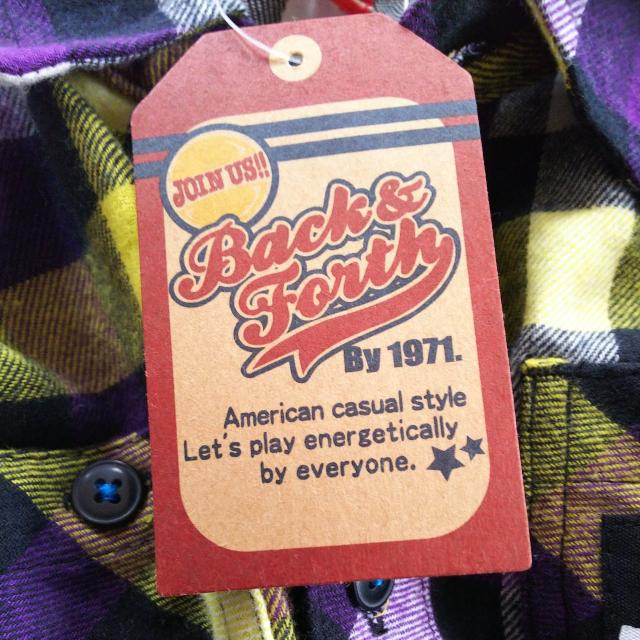 JOIN US!!
Back &
Forth
By 1971.
American casual style
Let's play energetically
by everyone.